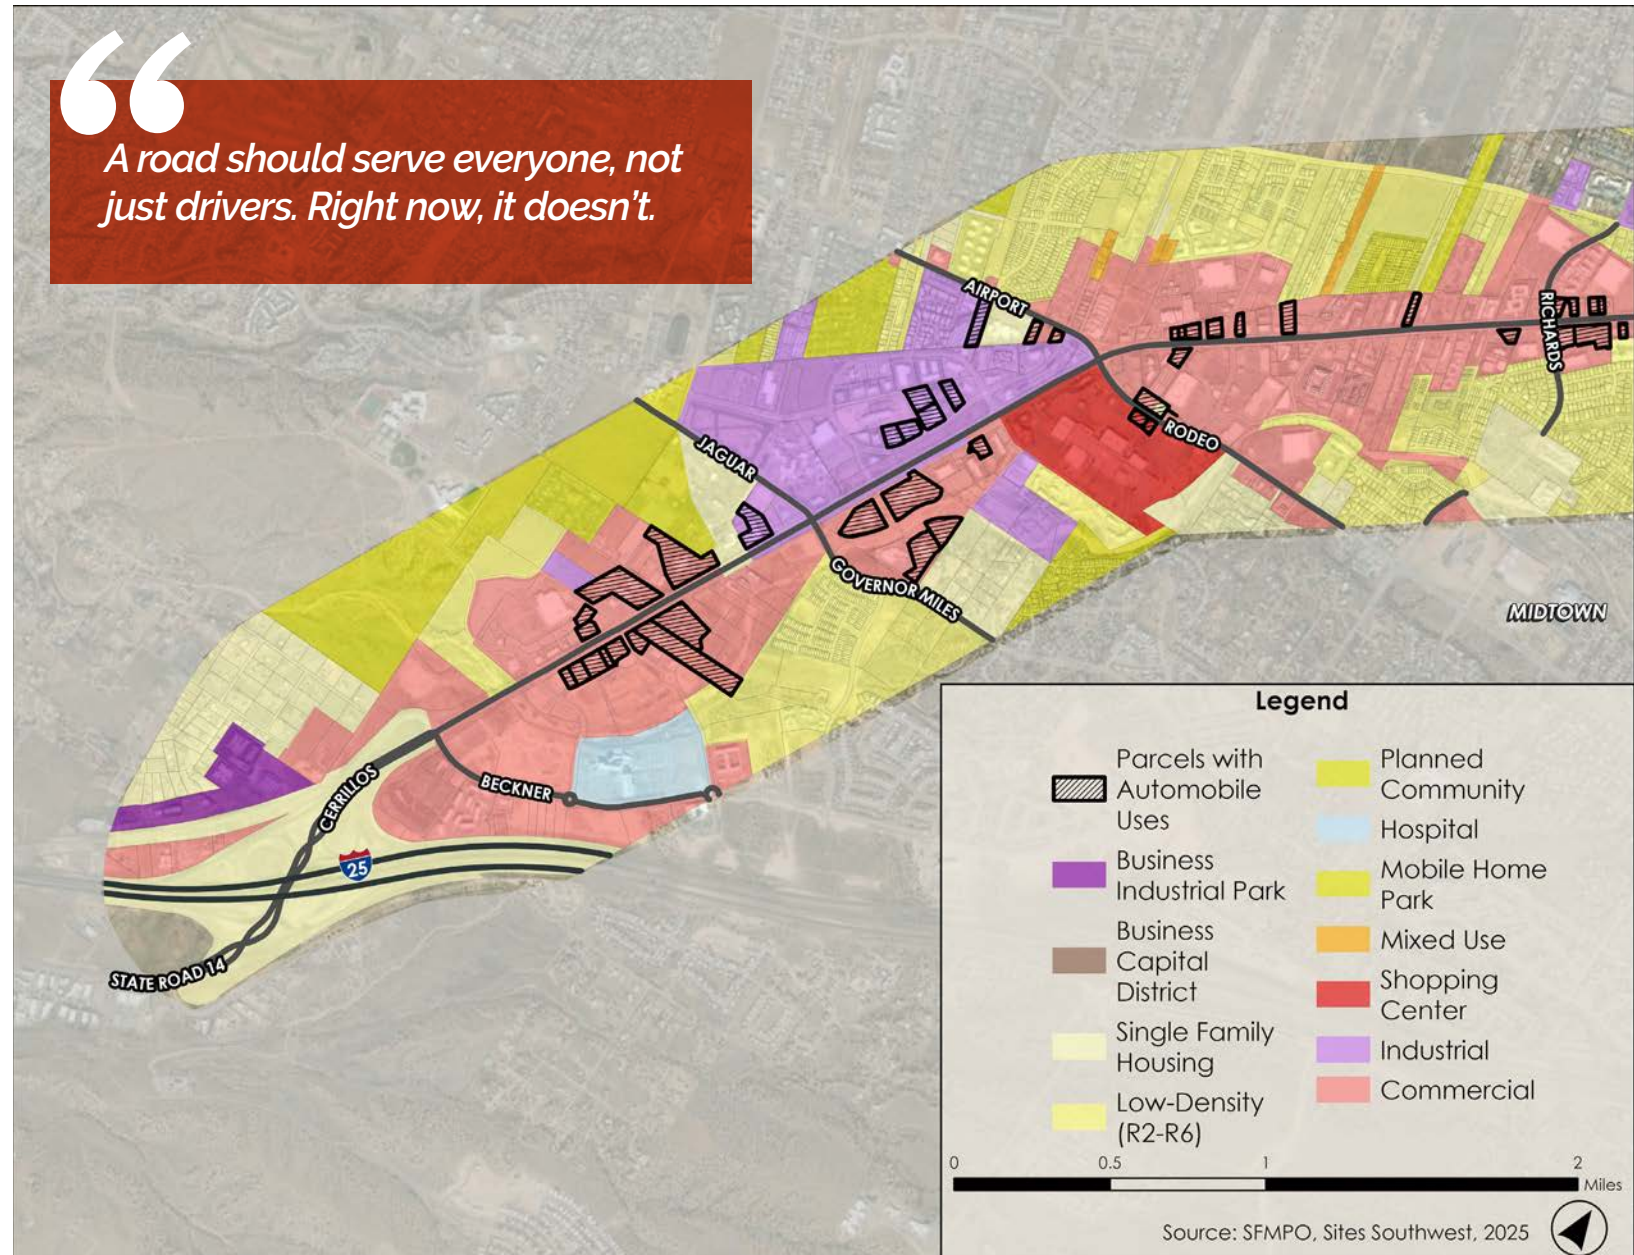 “
A road should serve everyone, not
just drivers. Right now, it doesn’t.
AIRPORT
RICHARDS
RODEO
JAGUAR
GOVERNOR MILES
MIDTOWN
CERRILLOS
BECKNER
25
STATE ROAD 14
Legend
Parcels with
Automobile
Uses
Business
Industrial Park
Business
Capital
District
Single Family
Housing
Low-Density
(R2-R6)
Planned
Community
Hospital
Mobile Home
Park
Mixed Use
Shopping
Center
Industrial
Commercial
0 0.5 1 2
Miles
Source: SFMPO, Sites Southwest, 2025